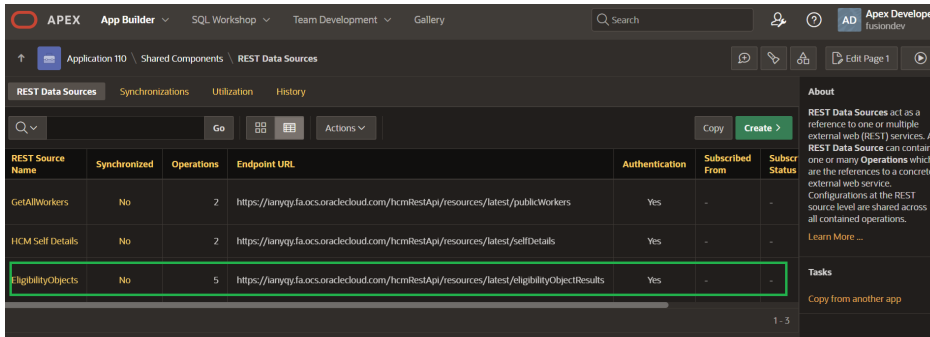 APEX App Builder SQL Workshop Team Development Gallery Search AD Apex Develope
fusiondev
Application 110 \ Shared Components \ REST Data Sources Edit Page 1
REST Data Sources Synchronizations Utilization History
Go Actions Copy Create >
REST Source Name Synchronized Operations Endpoint URL Authentication Subscribed From Subscr Status
GetAllWorkers No 2 https://ianyqy.fa.ocs.oraclecloud.com/hcmRestApi/resources/latest/publicWorkers Yes -  -
HCM Self Details No 2 https://ianyqy.fa.ocs.oraclecloud.com/hcmRestApi/resources/latest/selfDetails Yes - -
EligibilityObjects No 5 https://ianyqy.fa.ocs.oraclecloud.com/hcmRestApi/resources/latest/eligibilityObjectResults Yes - -
1 - 3
About
REST Data Sources act as a
reference to one or multiple
external web (REST) services. A
REST Data Source can contain
one or many Operations which
are the references to a concrete
external web service.
Configurations at the REST
source level are shared across
all contained operations.
Learn More ...
Tasks
Copy from another app